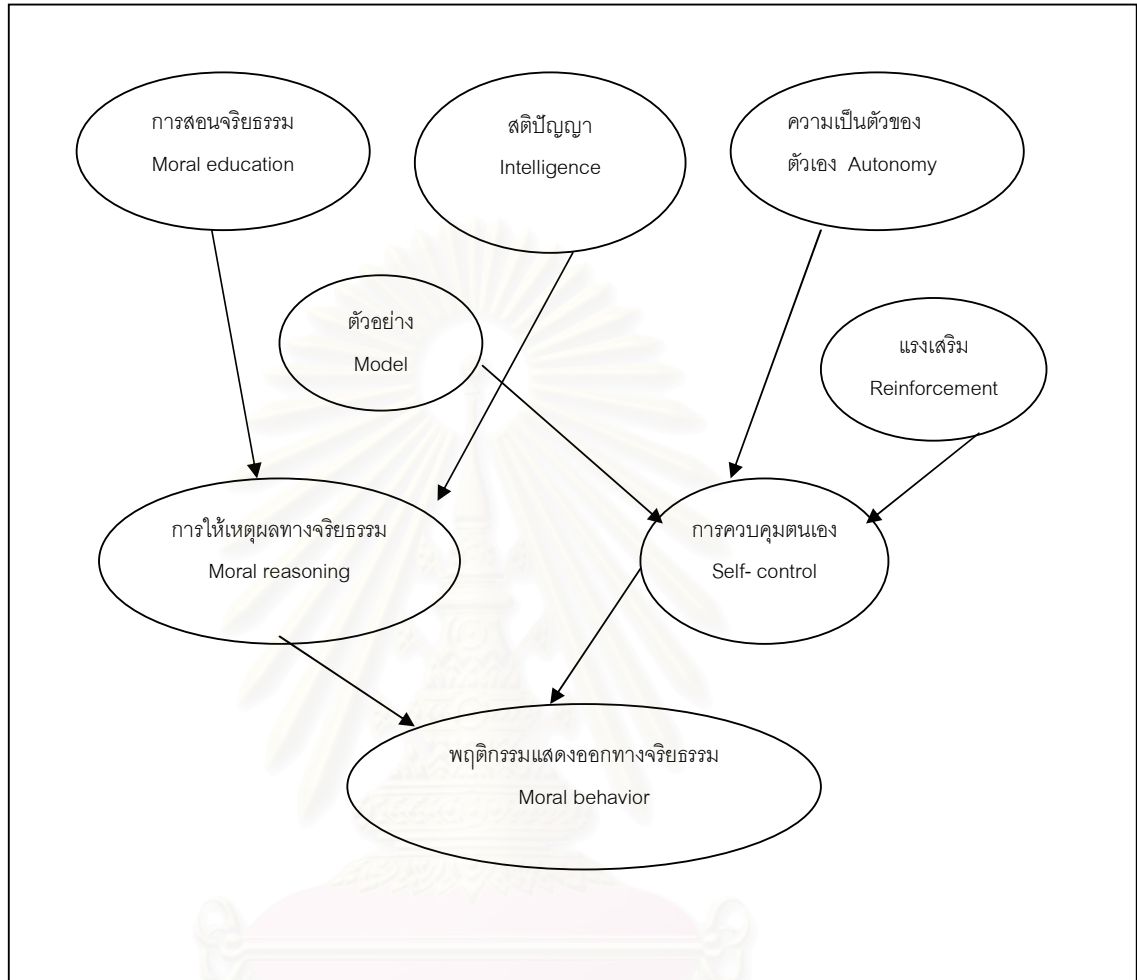 การสอนจริยธรรม
Moral education
สติปัญญา
Intelligence
ความเป็นตัวของ
ตัวเอง Autonomy
ตัวอย่าง
Model
แรงเสริม
Reinforcement
การให้เหตุผลทางจริยธรรม
Moral reasoning
การควบคุมตนเอง
Self- control
พฤติกรรมแสดงออกทางจริยธรรม
Moral behavior